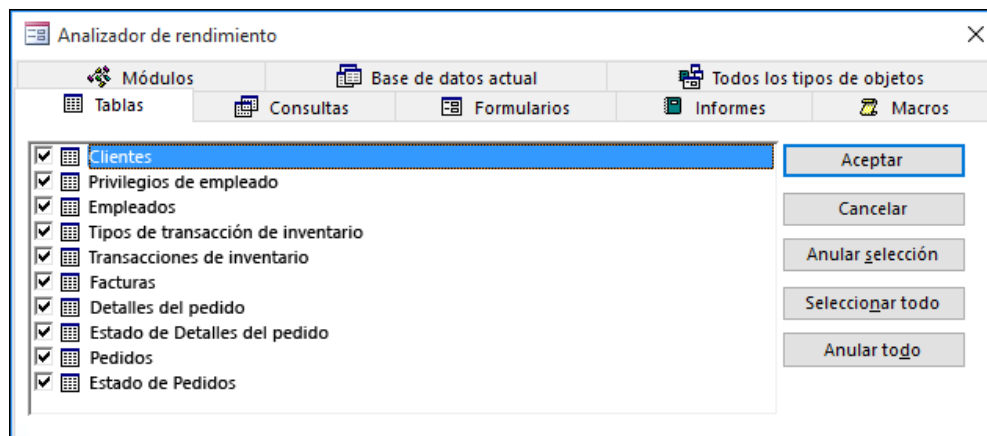 Analizador de rendimiento
Módulos Base de datos actual Todos los tipos de objetos
Tablas Consultas Formularios Informes Macros
Clientes
Privilegios de empleado
Empleados
Tipos de transacción de inventario
Transacciones de inventario
Facturas
Detalles del pedido
Estado de Detalles del pedido
Pedidos
Estado de Pedidos
Aceptar
Cancelar
Anular selección
Seleccionar todo
Anular todo